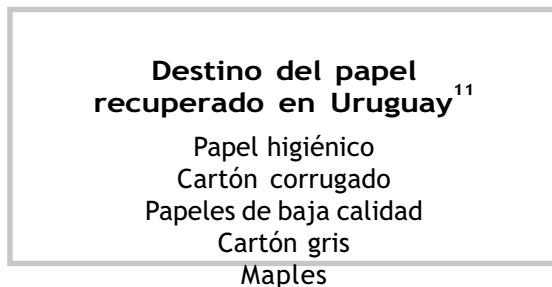 Destino del papel
recuperado en Uruguay11
Papel higiénico
Cartón corrugado
Papeles de baja calidad
Cartón gris
Maples